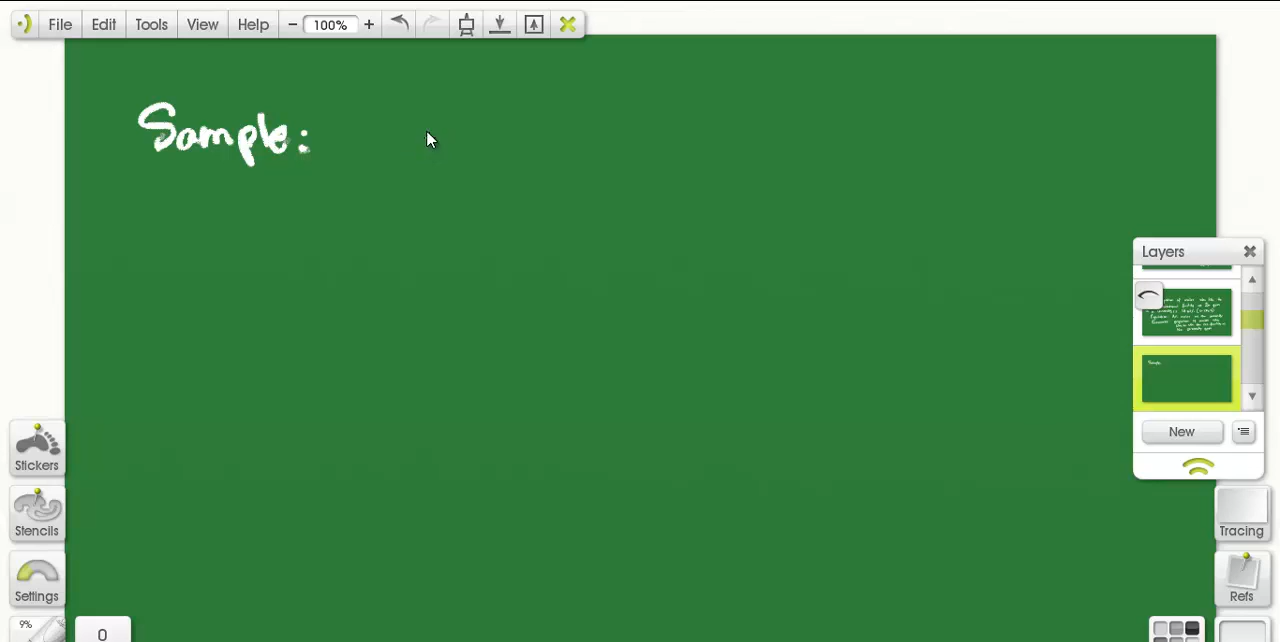 File Edit Tools View Help − 100% +
Sample:
Layers
New
Stickers
Stencils
Settings
Tracing
Refs
9%
0